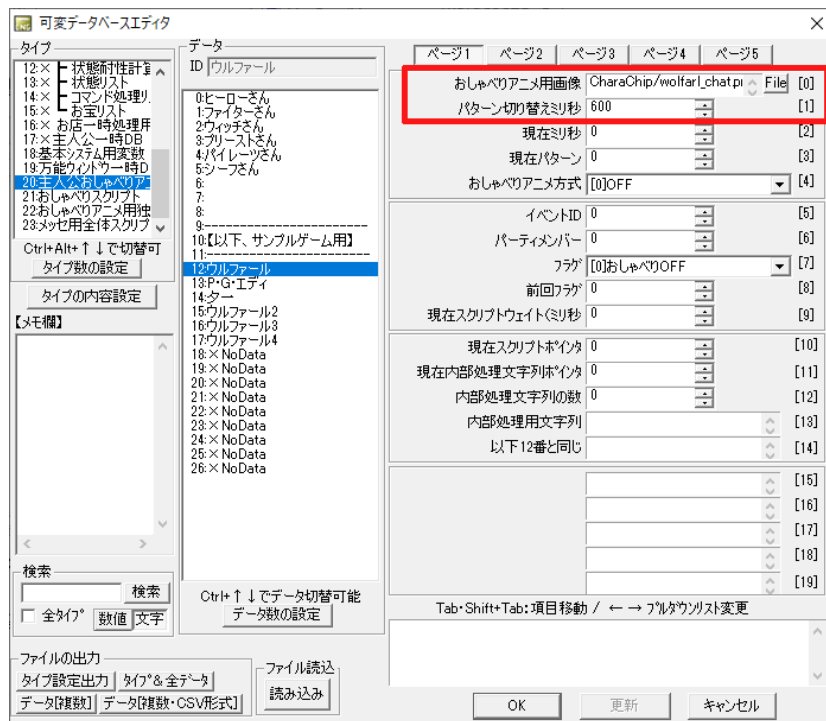 可変データベースエディタ
タイプ
12:× ┣ 状態耐性計算
13:× ┣ 状態リスト
14:× ┣ コマンド処理リ.
15:× ┗ お宝リスト
16:× お店一時処理用
17:×主人公一時DB
18:基本システム用変数
19:万能ウィンドウ一時D
20:主人公おしゃべりアニ
21:おしゃべりスクリプト
22おしゃべりアニメ用独
23:メッセ用全体スクリプ
Ctrl+Alt+↑↓で切替可
タイプ数の設定
タイプの内容設定
【メモ欄】
検索
検索
全タイプ
数値
文字
データ
ID ウルファール
0:ヒーローさん
1:ファイターさん
2:ウィッチさん
3:プリーストさん
4:パイレーツさん
5:シーフさん
6:
7:
8:
9:------------------------
10:【以下、サンプルゲーム用】
11:------------------------
12:ウルファール
13:P・G・エディ
14:ター
15:ウルファール2
16:ウルファール3
17:ウルファール4
18:× NoData
19:× NoData
20:× NoData
21:× NoData
22:× NoData
23:× NoData
24:× NoData
25:× NoData
26:× NoData
Ctrl+↑↓でデータ切替可能
データ数の設定
ページ1 ページ2 ページ3 ページ4 ページ5
おしゃべりアニメ用画像 CharaChip/wolfarl_chat.p File [0]
パターン切り替えミリ秒 600 [1]
現在ミリ秒 0 [2]
現在パターン 0 [3]
おしゃべりアニメ方式 [0]OFF [4]
イベントID 0 [5]
パーティメンバー 0 [6]
フラグ [0]おしゃべりOFF [7]
前回フラグ 0 [8]
現在スクリプトウェイト(ミリ秒 0 [9]
現在スクリプトポインタ 0 [10]
現在内部処理文字列ポインタ 0 [11]
内部処理文字列の数 0 [12]
内部処理用文字列 [13]
以下12番と同じ [14]
[15]
[16]
[17]
[18]
[19]
Tab・Shift+Tab:項目移動 / ← → プルダウンリスト変更
ファイルの出力
タイプ設定出力 タイプ&全データ
データ[複数] データ[複数・CSV形式]
ファイル読込
読み込み
OK 更新 キャンセル